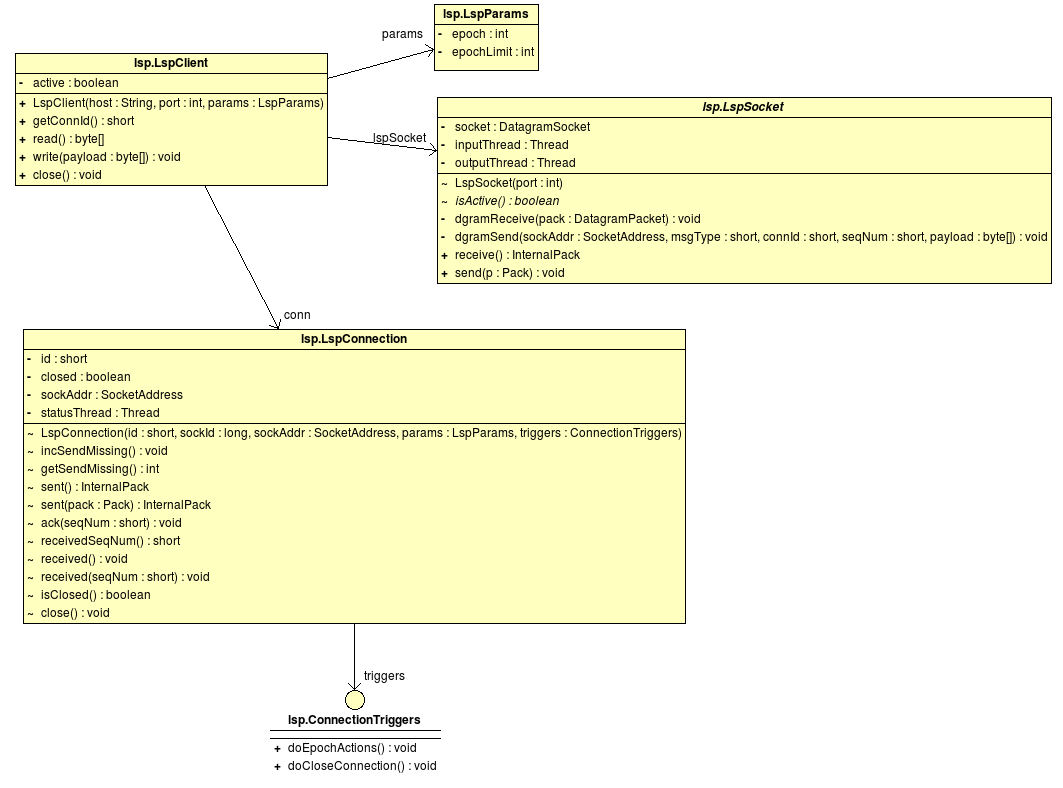 lsp.LspParams
- epoch : int
- epochLimit : int
params
lsp.LspClient
- active : boolean
+ LspClient(host : String, port : int, params : LspParams)
+ getConnId() : short
+ read() : byte[]
+ write(payload : byte[]) : void
+ close() : void
lspSocket
lsp.LspSocket
- socket : DatagramSocket
- inputThread : Thread
- outputThread : Thread
~ LspSocket(port : int)
~ isActive() : boolean
- dgramReceive(pack : DatagramPacket) : void
- dgramSend(sockAddr : SocketAddress, msgType : short, connId : short, seqNum : short, payload : byte[]) : void
+ receive() : InternalPack
+ send(p : Pack) : void
conn
lsp.LspConnection
- id : short
- closed : boolean
- sockAddr : SocketAddress
- statusThread : Thread
~ LspConnection(id : short, sockId : long, sockAddr : SocketAddress, params : LspParams, triggers : ConnectionTriggers)
~ incSendMissing() : void
~ getSendMissing() : int
~ sent() : InternalPack
~ sent(pack : Pack) : InternalPack
~ ack(seqNum : short) : void
~ receivedSeqNum() : short
~ received() : void
~ received(seqNum : short) : void
~ isClosed() : boolean
~ close() : void
triggers
lsp.ConnectionTriggers
+ doEpochActions() : void
+ doCloseConnection() : void